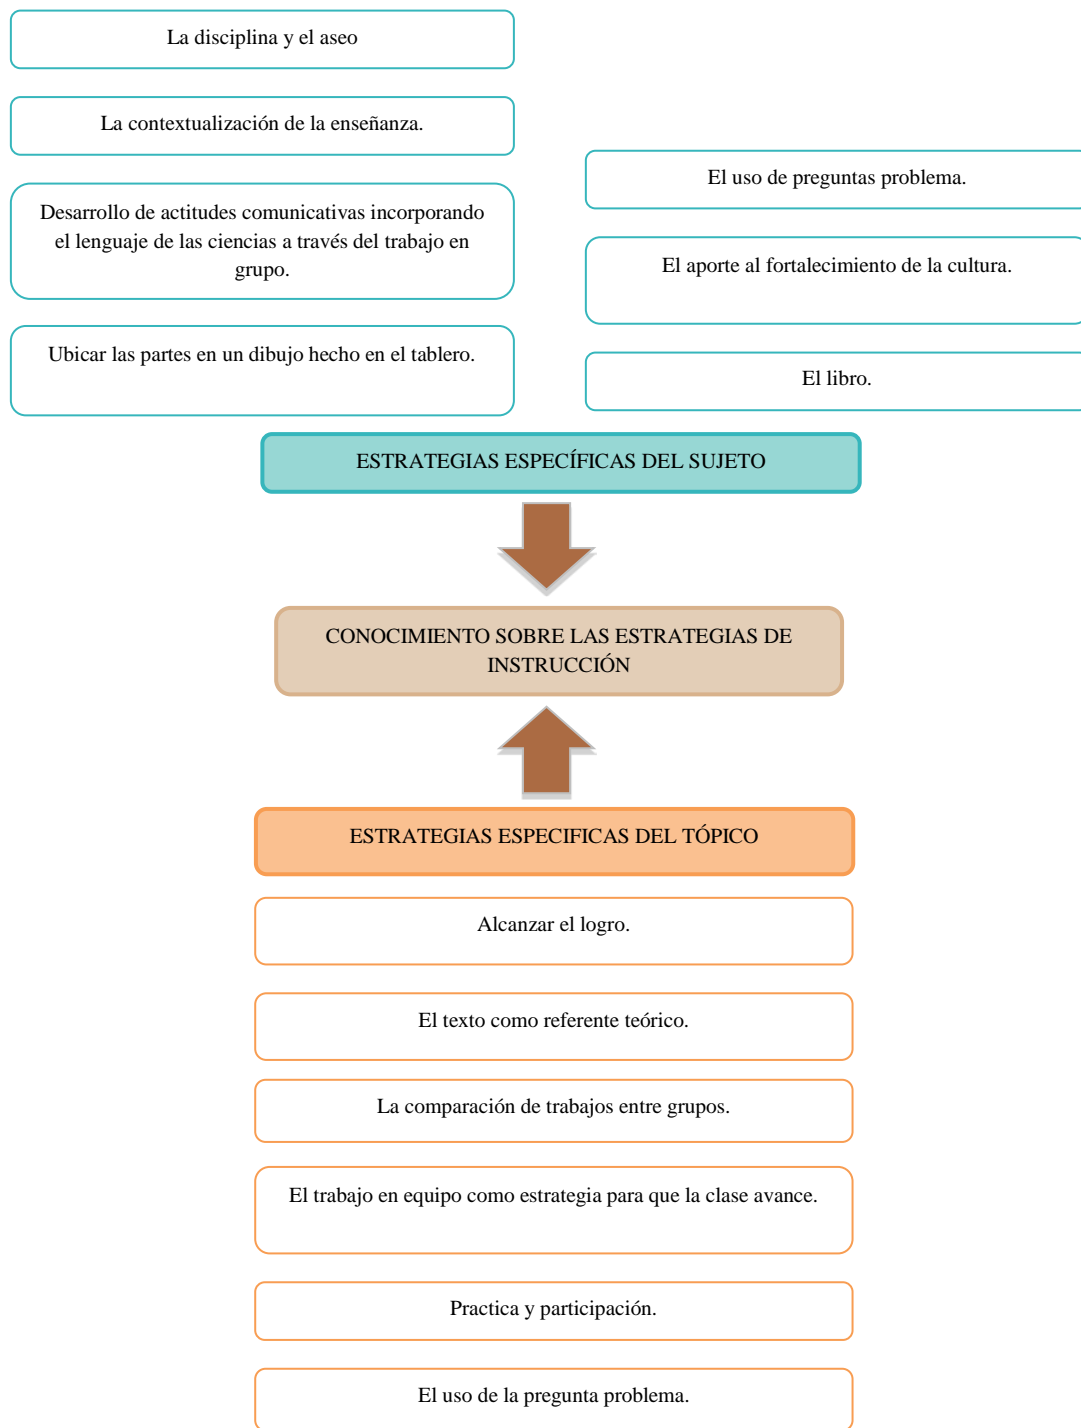 La disciplina y el aseo
La contextualización de la enseñanza.
Desarrollo de actitudes comunicativas incorporando
el lenguaje de las ciencias a través del trabajo en
grupo.
Ubicar las partes en un dibujo hecho en el tablero.
El uso de preguntas problema.
El aporte al fortalecimiento de la cultura.
El libro.
ESTRATEGIAS ESPECÍFICAS DEL SUJETO
CONOCIMIENTO SOBRE LAS ESTRATEGIAS DE
INSTRUCCIÓN
ESTRATEGIAS ESPECIFICAS DEL TÓPICO
Alcanzar el logro.
El texto como referente teórico.
La comparación de trabajos entre grupos.
El trabajo en equipo como estrategia para que la clase avance.
Practica y participación.
El uso de la pregunta problema.